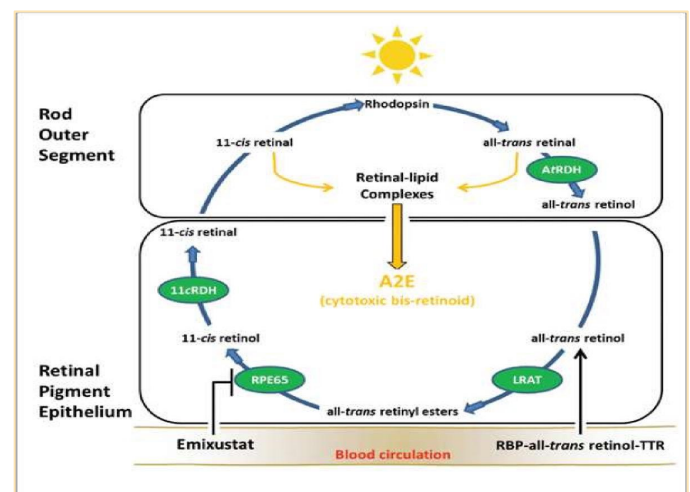 Rod
Outer
Segment
Rhodopsin
11-cis retinal
all-trans retinal
Retinal-lipid
Complexes
AtRDH
all-trans retinol
11-cis retinal
A2E
(cytotoxic bis-retinoid)
11cRDH
11-cis retinol
all-trans retinol
Retinal
Pigment
Epithelium
RPE65
LRAT
all-trans retinyl esters
Emixustat
RBP-all-trans retinol-TTR
Blood circulation